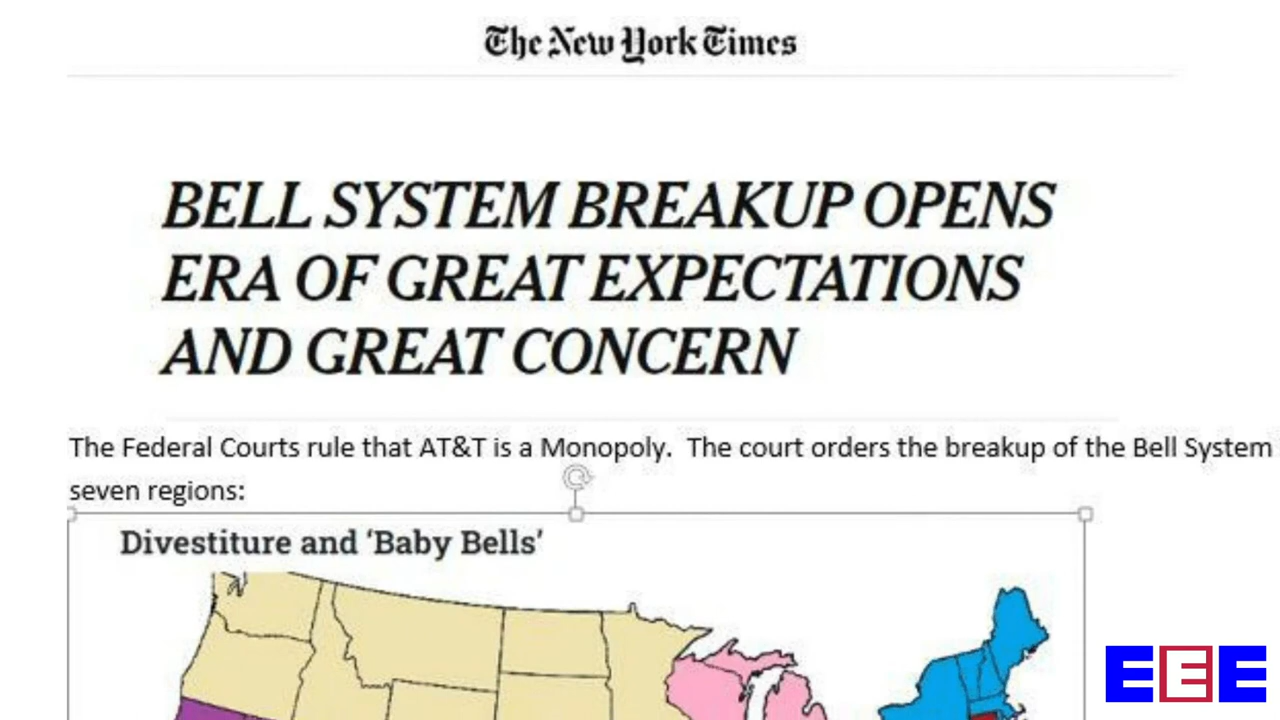 The New York Times
BELL SYSTEM BREAKUP OPENS
ERA OF GREAT EXPECTATIONS
AND GREAT CONCERN
The Federal Courts rule that AT&T is a Monopoly. The court orders the breakup of the Bell System
seven regions:
Divestiture and ‘Baby Bells’
EEE